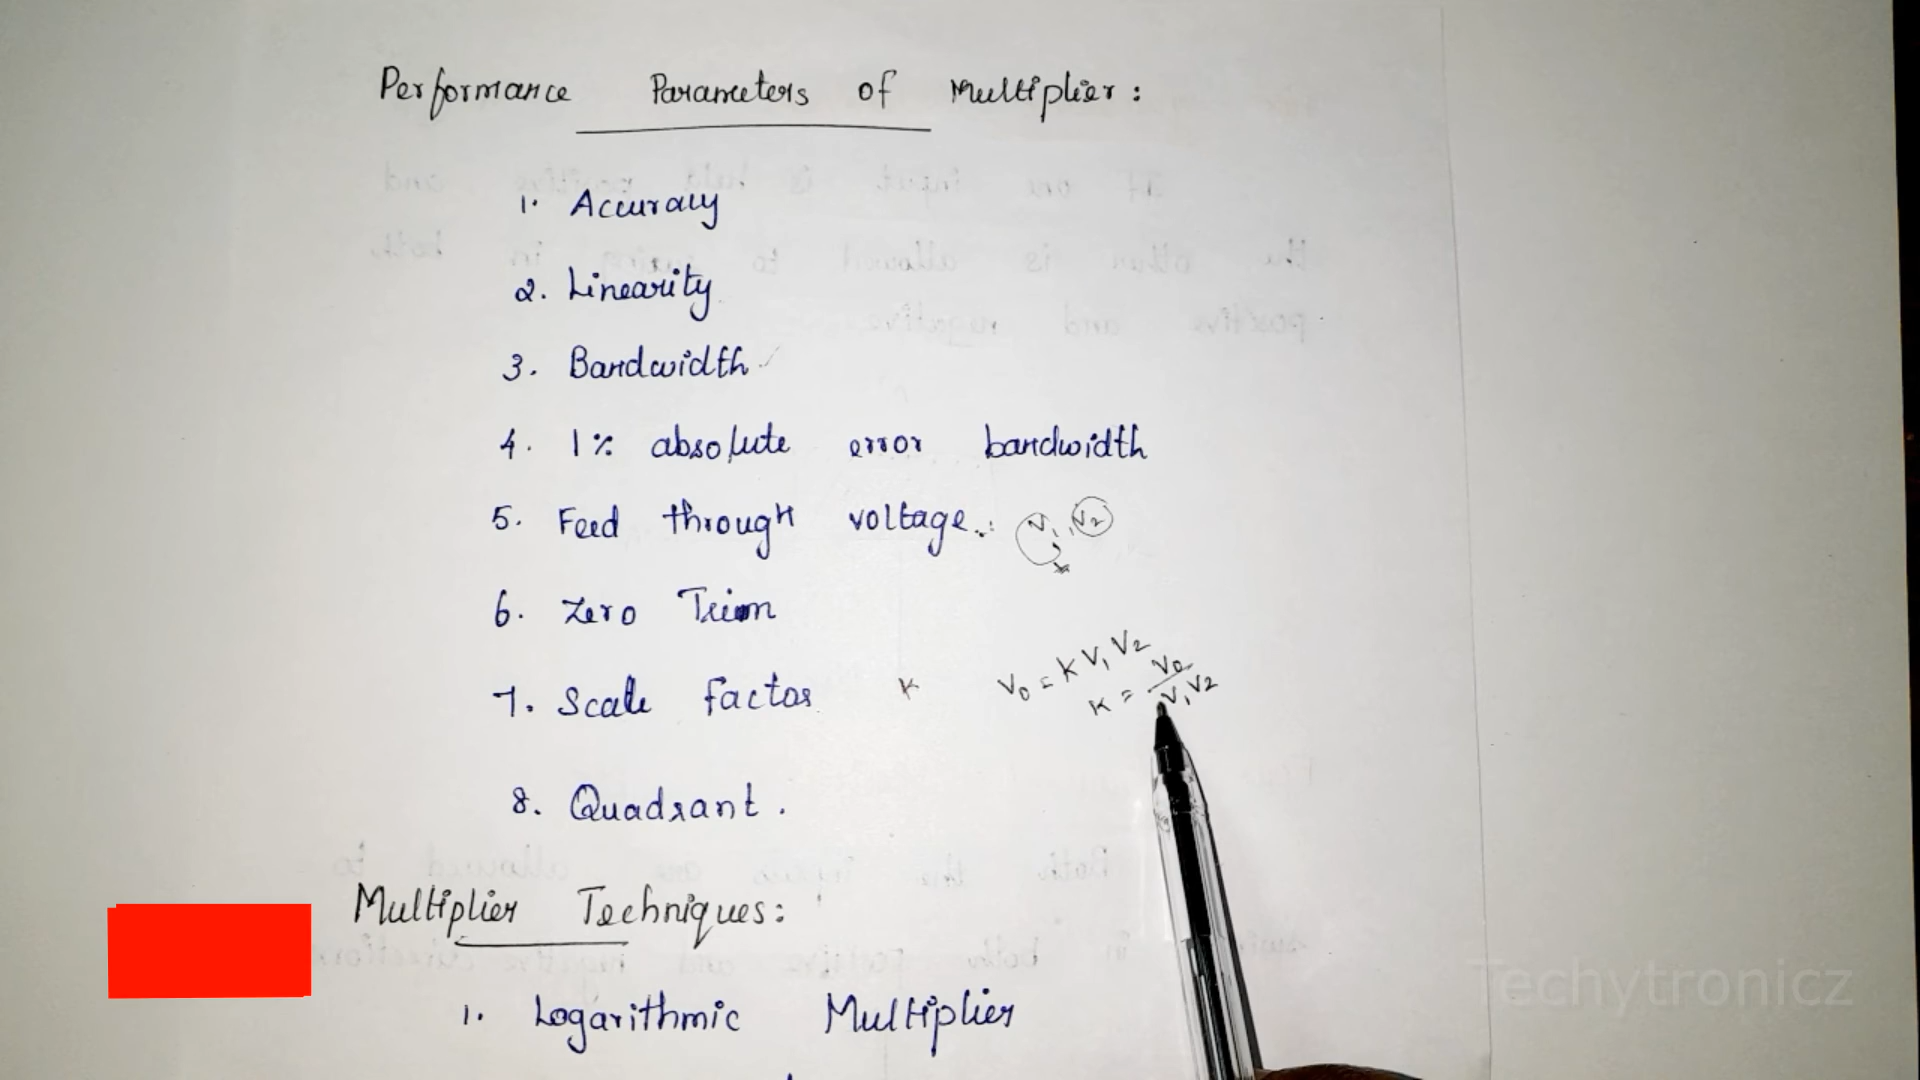 Performance Parameters of Multiplier:
1. Accuracy
2. Linearity
3. Bandwidth
4. 1% absolute error bandwidth
5. Feed through voltage.: V₁, V₂
6. Zero Trim
7. Scale factor K V₀ = K V₁ V₂
K = V₀ / V₁V₂
8. Quadrant.
Multiplier Techniques:
1. Logarithmic Multiplier
Techytronicz